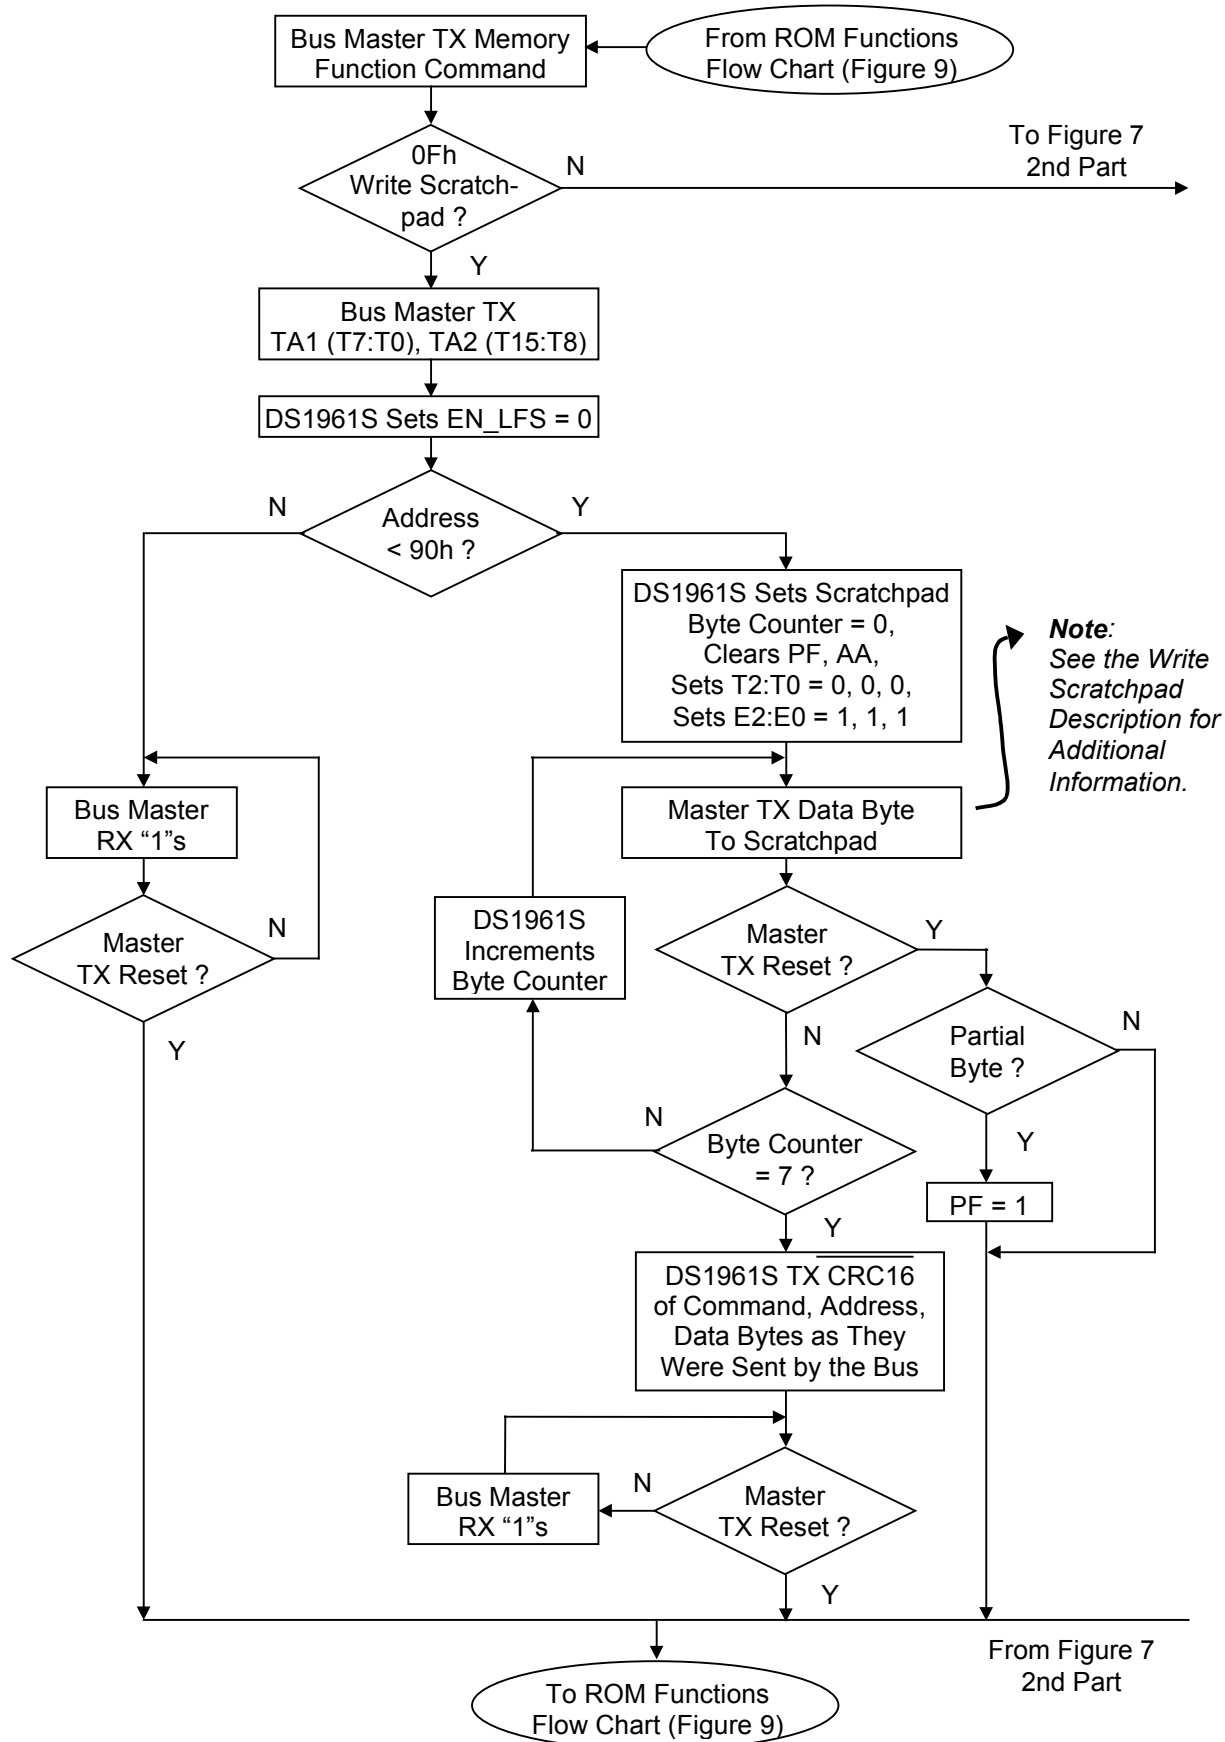 Bus Master TX Memory
Function Command
From ROM Functions
Flow Chart (Figure 9)
To Figure 7
2nd Part
0Fh
Write Scratch-
pad ?
N
Y
Bus Master TX
TA1 (T7:T0), TA2 (T15:T8)
DS1961S Sets EN_LFS = 0
Address
< 90h ?
N
Y
DS1961S Sets Scratchpad
Byte Counter = 0,
Clears PF, AA,
Sets T2:T0 = 0, 0, 0,
Sets E2:E0 = 1, 1, 1
Note:
See the Write
Scratchpad
Description for
Additional
Information.
Bus Master
RX “1”s
Master TX Data Byte
To Scratchpad
Master
TX Reset ?
N
Y
DS1961S
Increments
Byte Counter
Master
TX Reset ?
Y
N
Partial
Byte ?
N
Y
PF = 1
Byte Counter
= 7 ?
N
Y
DS1961S TX CRC16
of Command, Address,
Data Bytes as They
Were Sent by the Bus
Bus Master
RX “1”s
N
Master
TX Reset ?
Y
From Figure 7
2nd Part
To ROM Functions
Flow Chart (Figure 9)